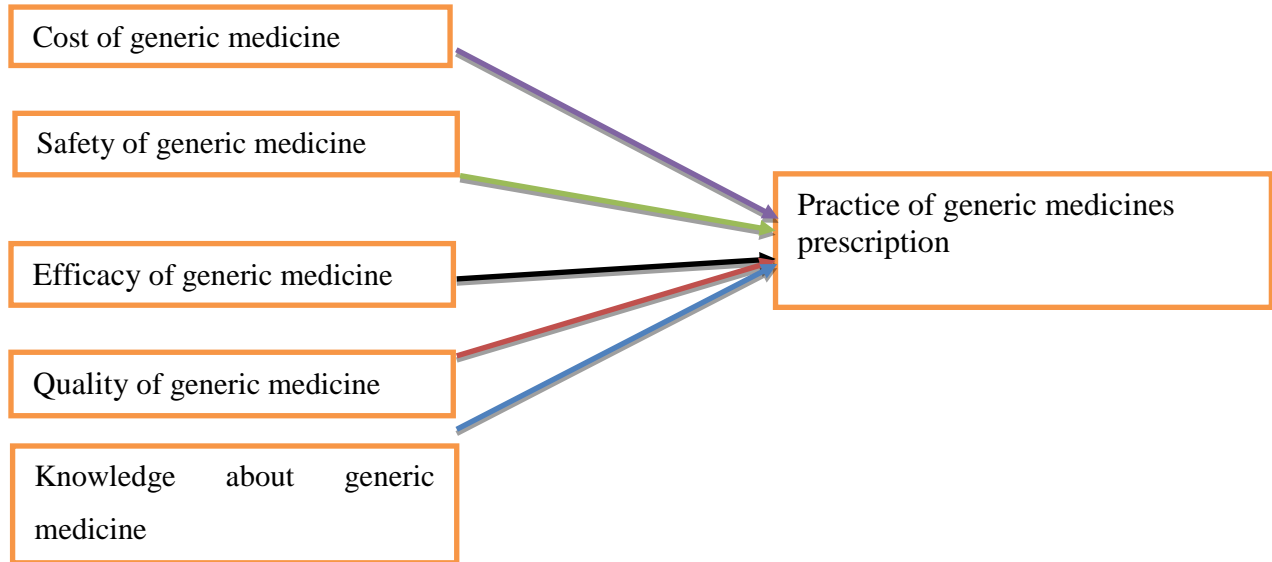 Cost of generic medicine
Safety of generic medicine
Efficacy of generic medicine
Quality of generic medicine
Knowledge about generic
medicine
Practice of generic medicines
prescription